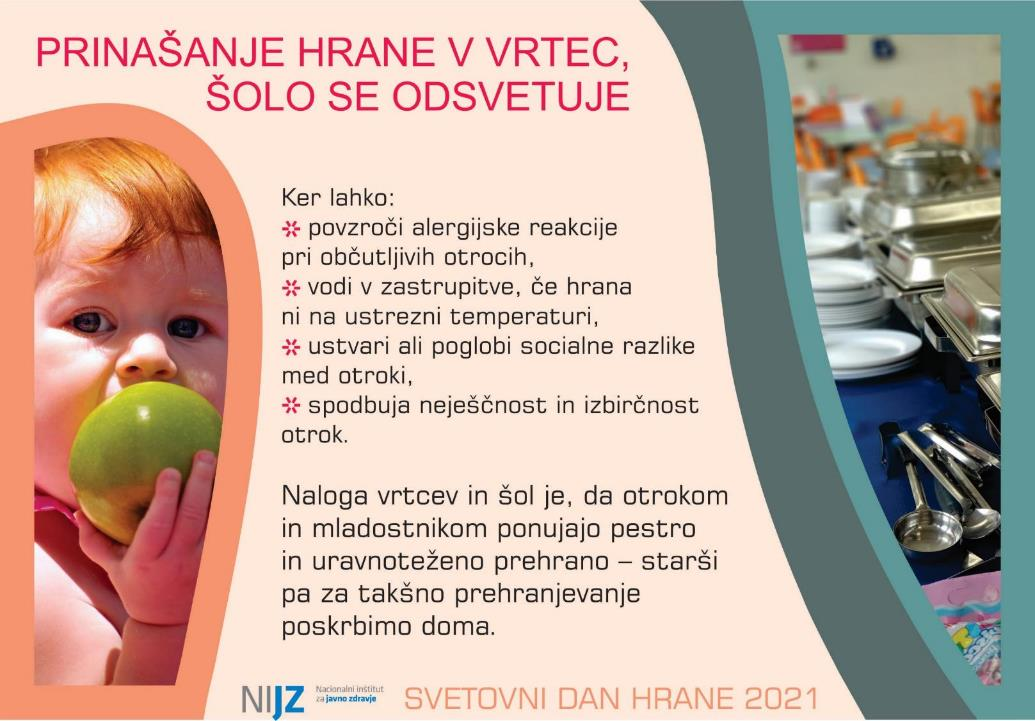 PRINAŠANJE HRANE V VRTEC,
ŠOLO SE ODSVETUJE
Ker lahko:
povzroči alergijske reakcije
pri občutljivih otrocih,
vodi v zastrupitve, če hrana
ni na ustrezni temperaturi,
ustvari ali poglobi socialne razlike
med otroki,
spodbuja neješčnost in izbirčnost
otrok.
Naloga vrtcev in šol je, da otrokom
in mladostnikom ponujajo pestro
in uravnoteženo prehrano – starši
pa za takšno prehranjevanje
poskrbimo doma.
NIJZ Nacionalni inštitut
za javno zdravje
SVETOVNI DAN HRANE 2021